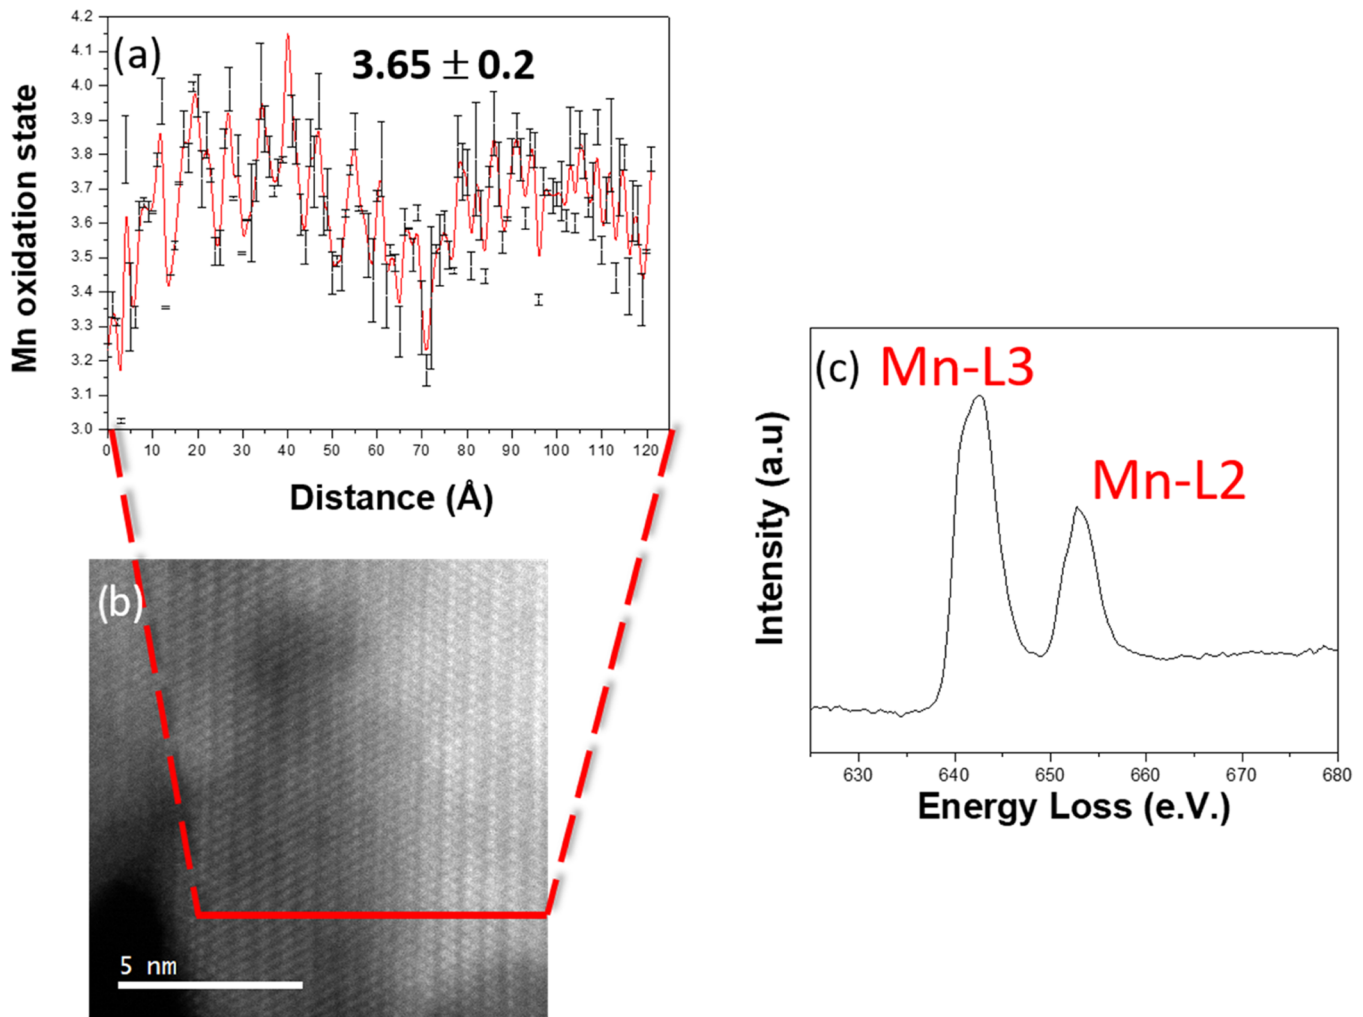 (a)
3.65 ± 0.2
Mn oxidation state
4.2
4.1
4.0
3.9
3.8
3.7
3.6
3.5
3.4
3.3
3.2
3.1
3.0
0 10 20 30 40 50 60 70 80 90 100 110 120
Distance (Å)
(b)
5 nm
(c)
Mn-L3
Mn-L2
Intensity (a.u)
630 640 650 660 670 680
Energy Loss (e.V.)